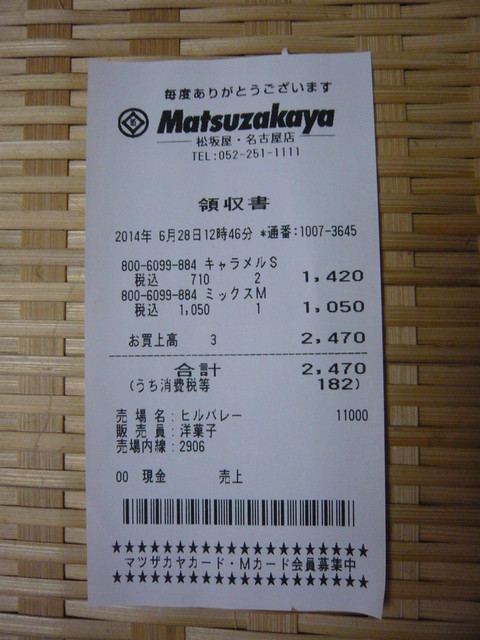 毎度ありがとうございます
Matsuzakaya
松坂屋・名古屋店
TEL:052-251-1111
領収書
2014年 6月28日12時46分 *通番:1007-3645
800-6099-884 キャラメルS
税込 710 2 1,420
800-6099-884 ミックスM
税込 1,050 1 1,050
お買上高 3 2,470
合計 2,470
(うち消費税等 182)
売場名:ヒルバレー 11000
販売員:洋菓子
売場内線:2906
00 現金 売上
★★★★★★★★★★★★★★★★★★★★★★
マツザカヤカード・Mカード会員募集中
★★★★★★★★★★★★★★★★★★★★★★